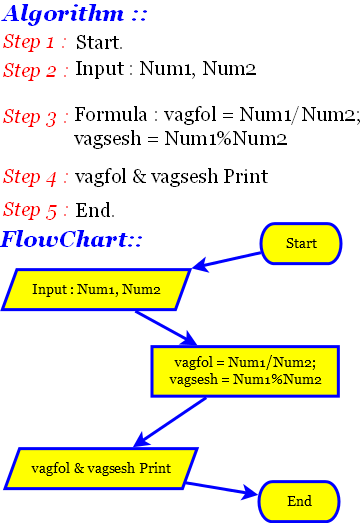 Algorithm ::
Step 1 : Start.
Step 2 : Input : Num1, Num2
Step 3 : Formula : vagfol = Num1/Num2;
vagsesh = Num1%Num2
Step 4 : vagfol & vagsesh Print
Step 5 : End.
FlowChart::
Start
Input : Num1, Num2
vagfol = Num1/Num2;
vagsesh = Num1%Num2
vagfol & vagsesh Print
End